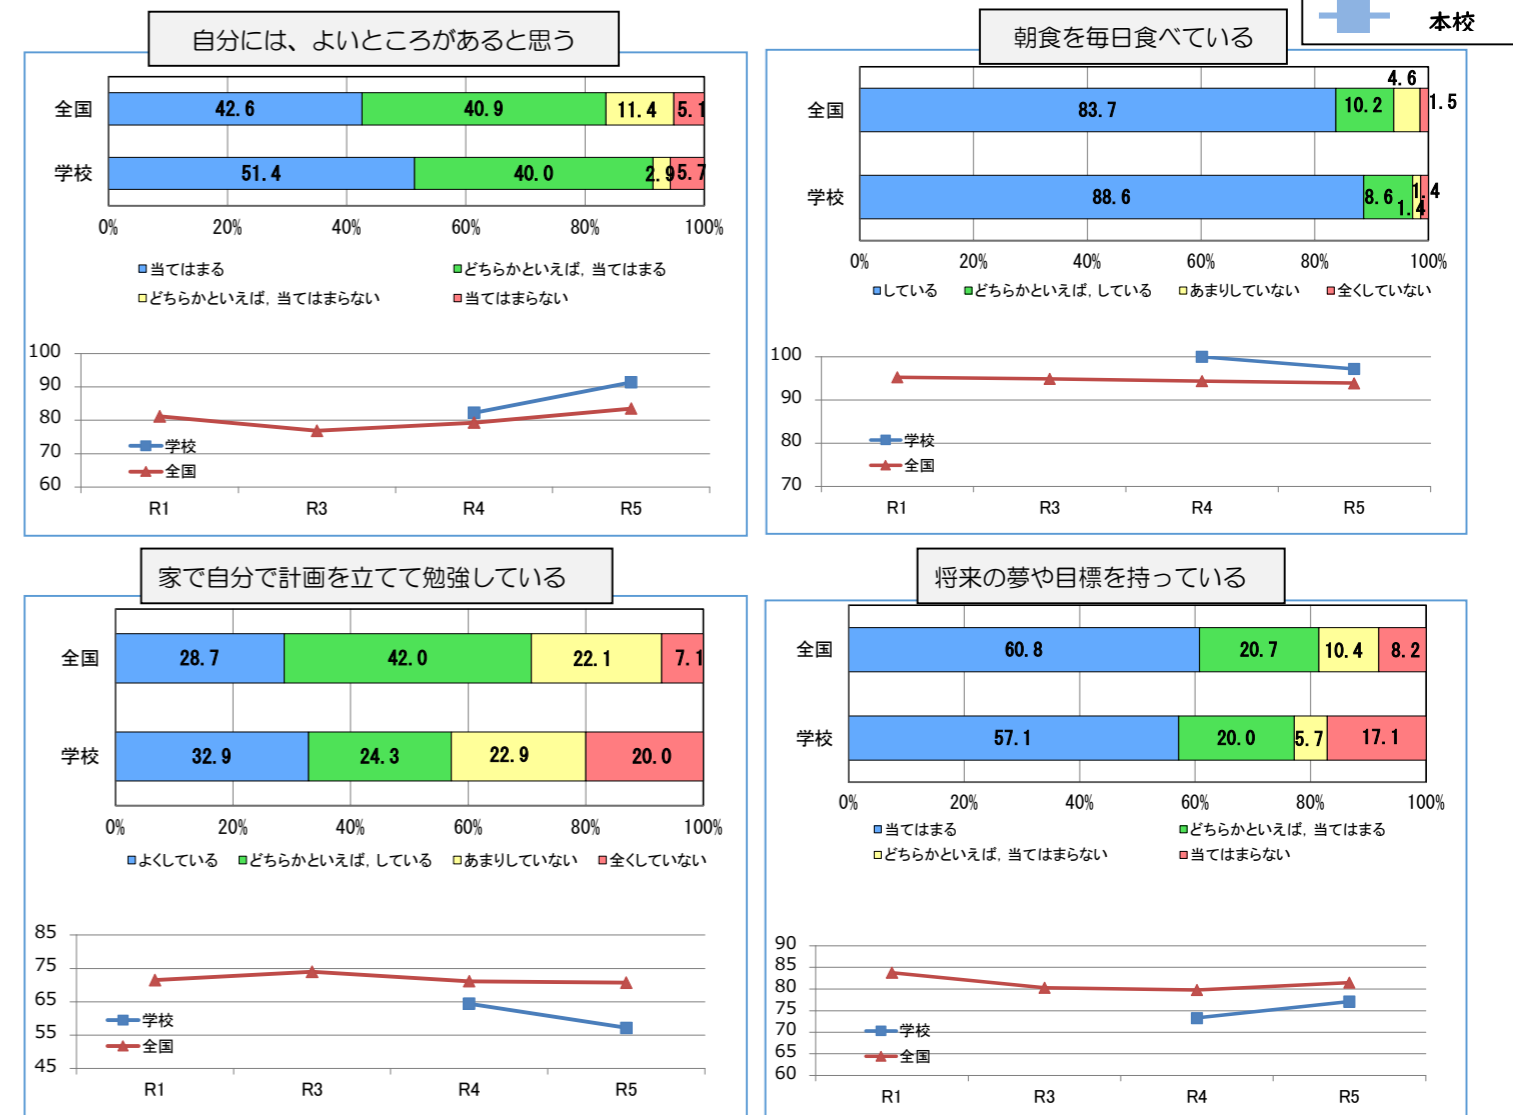 本校
自分には、よいところがあると思う
全国 42.6 40.9 11.4 5.1
学校 51.4 40.0 2.9 5.7
0% 20% 40% 60% 80% 100%
当てはまる どちらかといえば, 当てはまる
どちらかといえば, 当てはまらない 当てはまらない
100
90
80
70
60
学校
全国
R1 R3 R4 R5
朝食を毎日食べている
4.6
全国 83.7 10.2 1.5
学校 88.6 8.6 1.4 1.4
0% 20% 40% 60% 80% 100%
している どちらかといえば, している あまりしていない 全くしていない
100
90
80
70
学校
全国
R1 R3 R4 R5
家で自分で計画を立てて勉強している
全国 28.7 42.0 22.1 7.1
学校 32.9 24.3 22.9 20.0
0% 20% 40% 60% 80% 100%
よくしている どちらかといえば, している あまりしていない 全くしていない
85
75
65
55
45
学校
全国
R1 R3 R4 R5
将来の夢や目標を持っている
全国 60.8 20.7 10.4 8.2
学校 57.1 20.0 5.7 17.1
0% 20% 40% 60% 80% 100%
当てはまる どちらかといえば, 当てはまる
どちらかといえば, 当てはまらない 当てはまらない
90
85
80
75
70
65
60
学校
全国
R1 R3 R4 R5